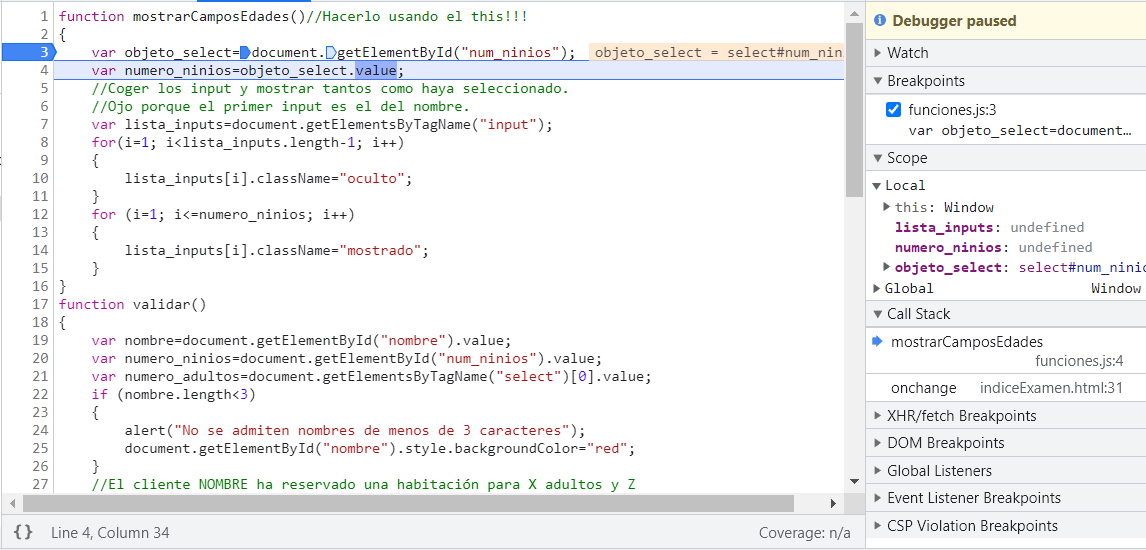 1 function mostrarCamposEdades()//Hacerlo usando el this!!!
2 {
3 var objeto_select=document.getElementById("num_ninios"); objeto_select = select#num_nin
4 var numero_ninios=objeto_select.value;
5 //Coger los input y mostrar tantos como haya seleccionado.
6 //Ojo porque el primer input es el del nombre.
7 var lista_inputs=document.getElementsByTagName("input");
8 for(i=1; i<lista_inputs.length-1; i++)
9 {
10 lista_inputs[i].className="oculto";
11 }
12 for (i=1; i<=numero_ninios; i++)
13 {
14 lista_inputs[i].className="mostrado";
15 }
16 }
17 function validar()
18 {
19 var nombre=document.getElementById("nombre").value;
20 var numero_ninios=document.getElementById("num_ninios").value;
21 var numero_adultos=document.getElementsByTagName("select")[0].value;
22 if (nombre.length<3)
23 {
24 alert("No se admiten nombres de menos de 3 caracteres");
25 document.getElementById("nombre").style.backgroundColor="red";
26 }
27 //El cliente NOMBRE ha reservado una habitación para X adultos y Z
{} Line 4, Column 34
Coverage: n/a
Debugger paused
Watch
Breakpoints
funciones.js:3
var objeto_select=document…
Scope
Local
this: Window
lista_inputs: undefined
numero_ninios: undefined
objeto_select: select#num_ninio
Global Window
Call Stack
mostrarCamposEdades
funciones.js:4
onchange indiceExamen.html:31
XHR/fetch Breakpoints
DOM Breakpoints
Global Listeners
Event Listener Breakpoints
CSP Violation Breakpoints